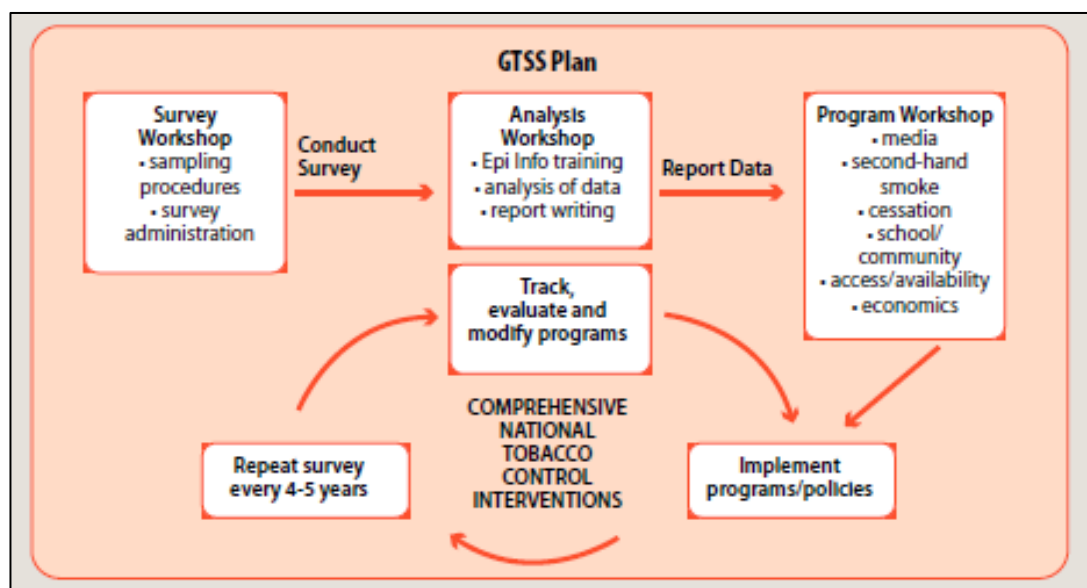 GTSS Plan
Survey
Workshop
• sampling
procedures
• survey
administration
Conduct
Survey
Analysis
Workshop
• Epi Info training
• analysis of data
• report writing
Report Data
Program Workshop
• media
• second-hand
smoke
• cessation
• school/
community
• access/availability
• economics
Track,
evaluate and
modify programs
COMPREHENSIVE
NATIONAL
TOBACCO
CONTROL
INTERVENTIONS
Repeat survey
every 4-5 years
Implement
programs/policies